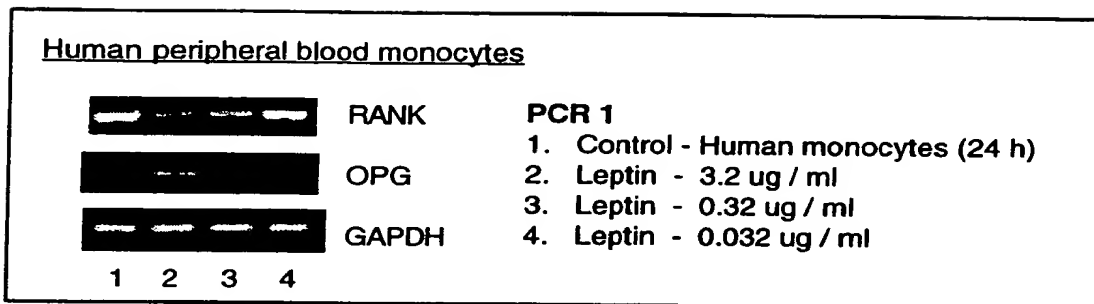 Human peripheral blood monocytes
RANK
OPG
GAPDH
1 2 3 4
PCR 1
1. Control - Human monocytes (24 h)
2. Leptin - 3.2 ug / ml
3. Leptin - 0.32 ug / ml
4. Leptin - 0.032 ug / ml